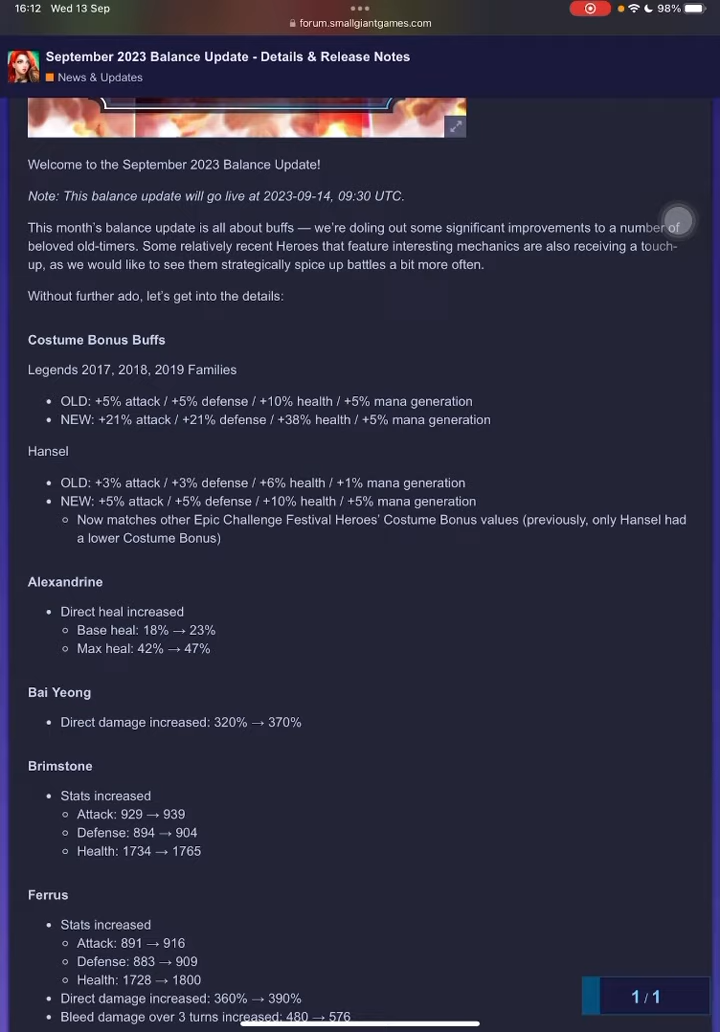 16:12 Wed 13 Sep
98%
forum.smallgiantgames.com
September 2023 Balance Update - Details & Release Notes
News & Updates
Welcome to the September 2023 Balance Update!
Note: This balance update will go live at 2023-09-14, 09:30 UTC.
This month's balance update is all about buffs — we're doling out some significant improvements to a number of
beloved old-timers. Some relatively recent Heroes that feature interesting mechanics are also receiving a touch-
up, as we would like to see them strategically spice up battles a bit more often.
Without further ado, let's get into the details:
Costume Bonus Buffs
Legends 2017, 2018, 2019 Families
• OLD: +5% attack / +5% defense / +10% health / +5% mana generation
• NEW: +21% attack / +21% defense / +38% health / +5% mana generation
Hansel
• OLD: +3% attack / +3% defense / +6% health / +1% mana generation
• NEW: +5% attack / +5% defense / +10% health / +5% mana generation
○ Now matches other Epic Challenge Festival Heroes' Costume Bonus values (previously, only Hansel had
a lower Costume Bonus)
Alexandrine
• Direct heal increased
○ Base heal: 18% → 23%
○ Max heal: 42% → 47%
Bai Yeong
• Direct damage increased: 320% → 370%
Brimstone
• Stats increased
○ Attack: 929 → 939
○ Defense: 894 → 904
○ Health: 1734 → 1765
Ferrus
• Stats increased
○ Attack: 891 → 916
○ Defense: 883 → 909
○ Health: 1728 → 1800
• Direct damage increased: 360% → 390%
• Bleed damage over 3 turns increased: 480 → 576
1 / 1